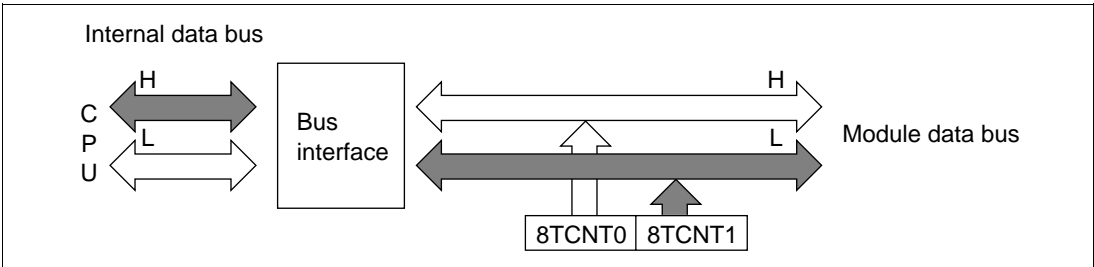 Internal data bus
H
H
C
P
U
L
Bus
interface
L
Module data bus
8TCNT0 8TCNT1